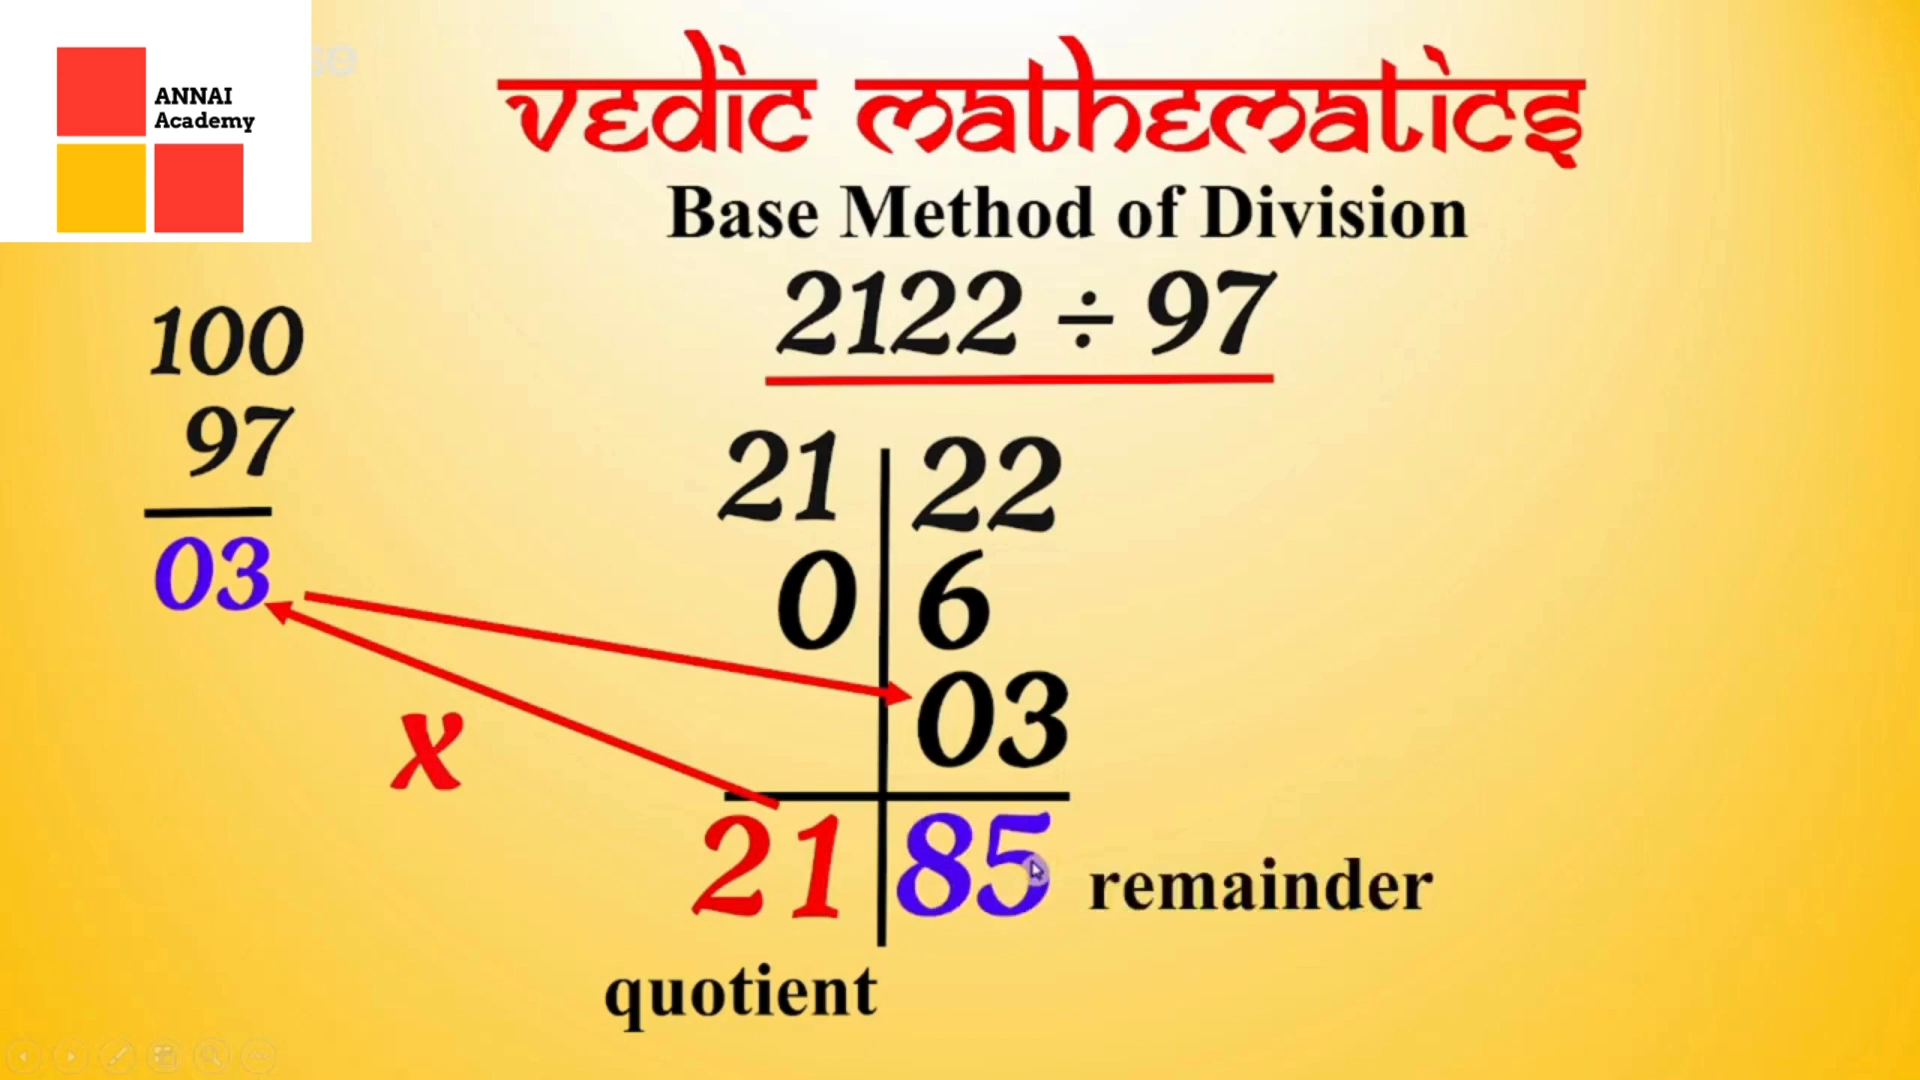 ANNAI
Academy
se
vedic mathematics
Base Method of Division
2122 ÷ 97
100
97
03
21 22
0 6
03
x
21 85 remainder
quotient